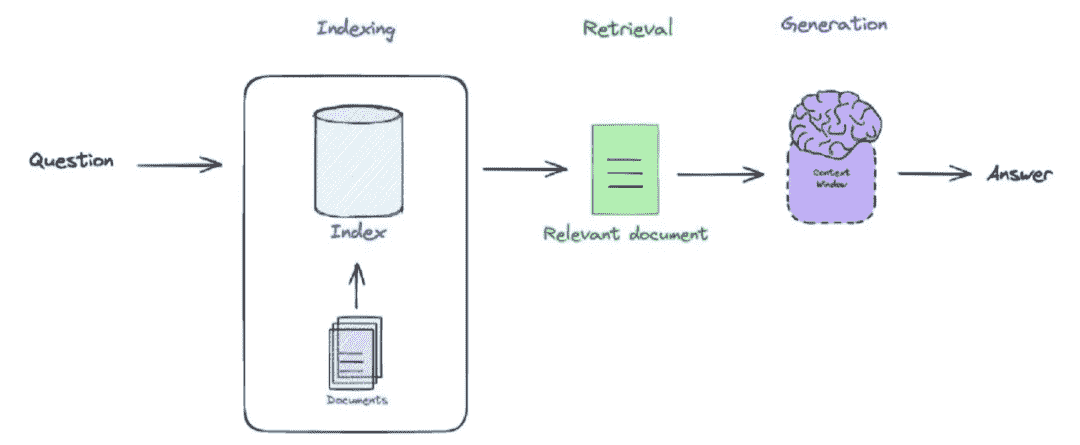 Indexing
Retrieval
Generation
Question
Index
Documents
Relevant document
Context
Window
Answer